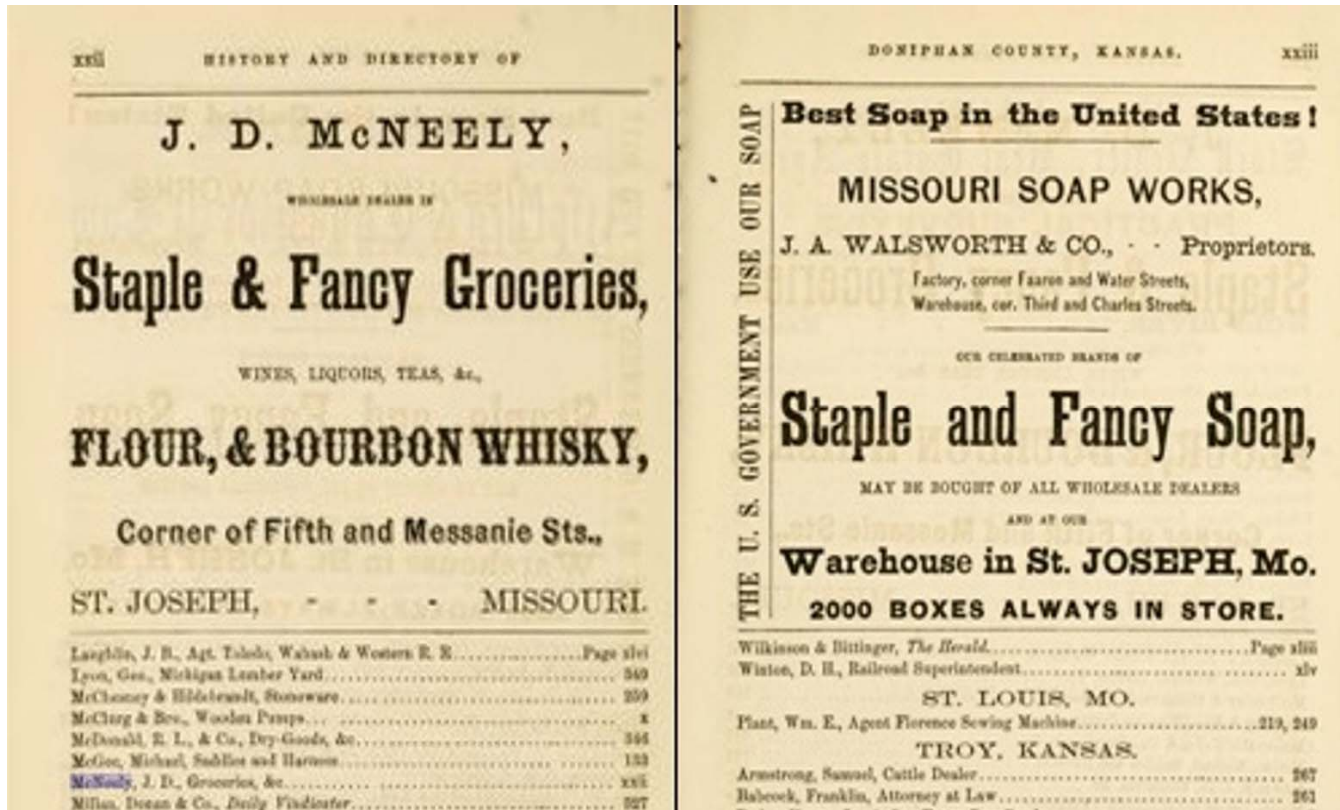 xxii HISTORY AND DIRECTORY OF
J. D. McNEELY,
WHOLESALE DEALER IN
Staple & Fancy Groceries,
WINES, LIQUORS, TEAS, &c.,
FLOUR, & BOURBON WHISKY,
Corner of Fifth and Messanie Sts.,
ST. JOSEPH, - - - MISSOURI.
Laughlin, J. B., Agt. Toledo, Wabash & Western R. R. Page xlvi
Lyon, Geo., Michigan Lumber Yard 349
McChesney & Hildebrandt, Stoneware 259
McClurg & Bro., Wooden Pumps x
McDonald, R. L., & Co., Dry-Goods, &c. 346
McGee, Michael, Saddles and Harness 133
McNeely, J. D., Groceries, &c. xxii
Millan, Dozan & Co., Daily Vindicator 327
DONIPHAN COUNTY, KANSAS. xxiii
THE U. S. GOVERNMENT USE OUR SOAP
Best Soap in the United States!
MISSOURI SOAP WORKS,
J. A. WALSWORTH & CO., - - Proprietors.
Factory, corner Faaron and Water Streets,
Warehouse, cor. Third and Charles Streets.
OUR CELEBRATED BRANDS OF
Staple and Fancy Soap,
MAY BE BOUGHT OF ALL WHOLESALE DEALERS
AND AT OUR
Warehouse in St. JOSEPH, Mo.
2000 BOXES ALWAYS IN STORE.
Wilkinson & Bittinger, The Herald Page xliii
Winton, D. H., Railroad Superintendent xlv
ST. LOUIS, MO.
Plant, Wm. E., Agent Florence Sewing Machine 219, 249
TROY, KANSAS.
Armstrong, Samuel, Cattle Dealer 267
Babcock, Franklin, Attorney at Law 261